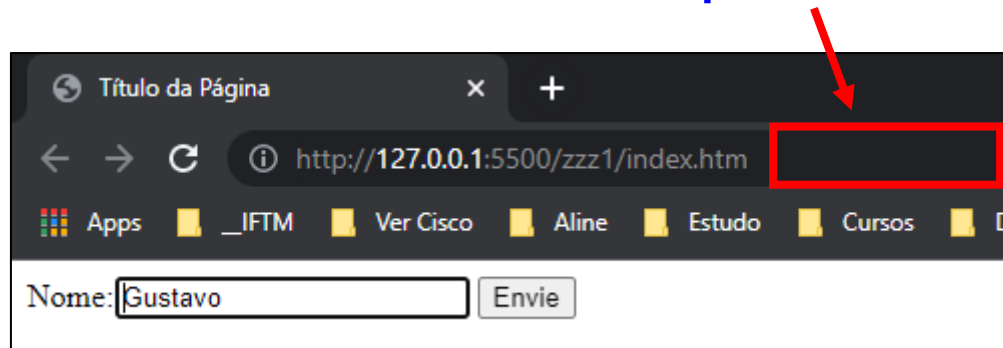 Título da Página
http://127.0.0.1:5500/zzz1/index.htm
Apps __IFTM Ver Cisco Aline Estudo Cursos
Nome: Gustavo Envie